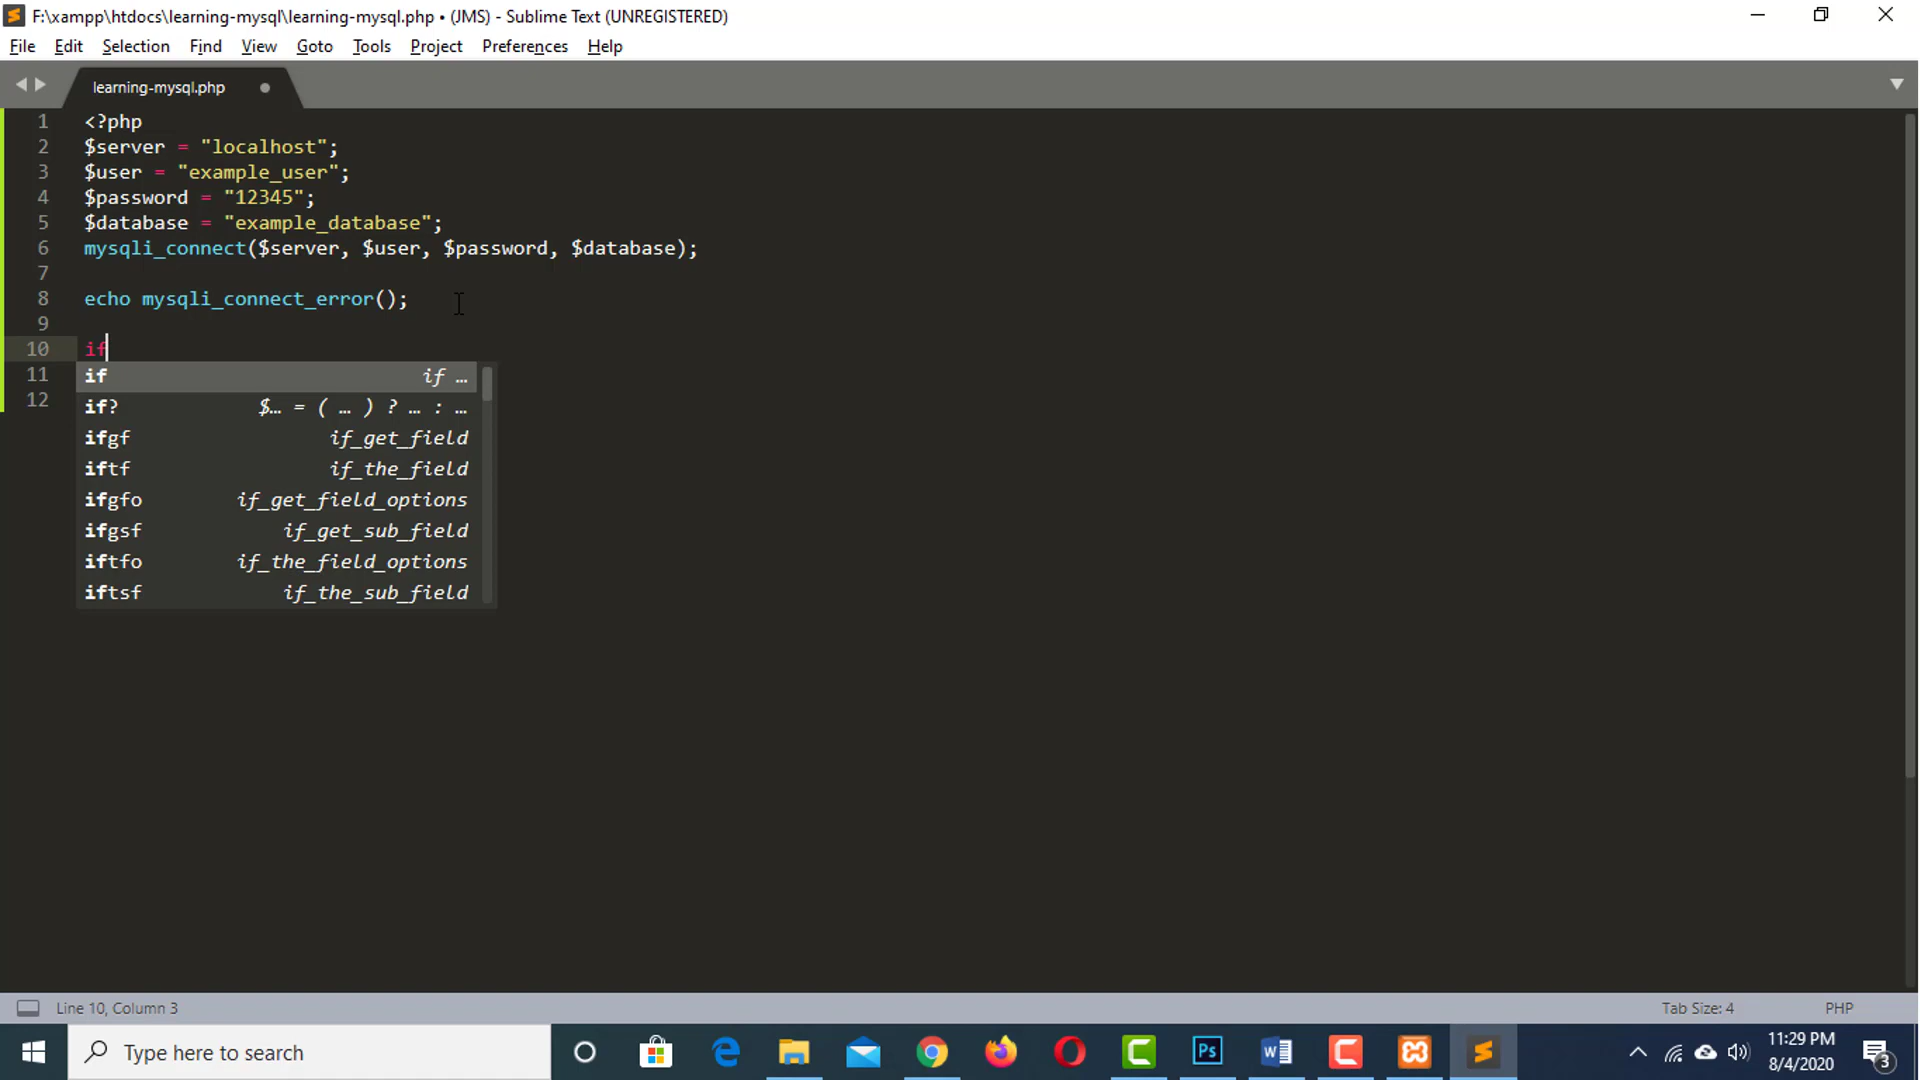 F:\xampp\htdocs\learning-mysql\learning-mysql.php • (JMS) - Sublime Text (UNREGISTERED)
File Edit Selection Find View Goto Tools Project Preferences Help
learning-mysql.php
1 <?php
2 $server = "localhost";
3 $user = "example_user";
4 $password = "12345";
5 $database = "example_database";
6 mysqli_connect($server, $user, $password, $database);
7
8 echo mysqli_connect_error();
9
10 if
11 if if …
if? $… = ( … ) ? … : …
12
ifgf if_get_field
iftf if_the_field
ifgfo if_get_field_options
ifgsf if_get_sub_field
iftfo if_the_field_options
iftsf if_the_sub_field
Line 10, Column 3 Tab Size: 4 PHP
Type here to search
11:29 PM
8/4/2020
3